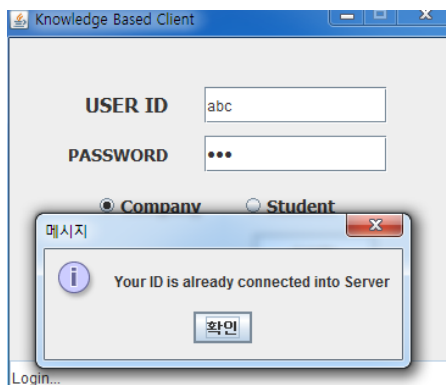 Knowledge Based Client
USER ID
abc
PASSWORD
Company
Student
메시지
Your ID is already connected into Server
확인
Login...